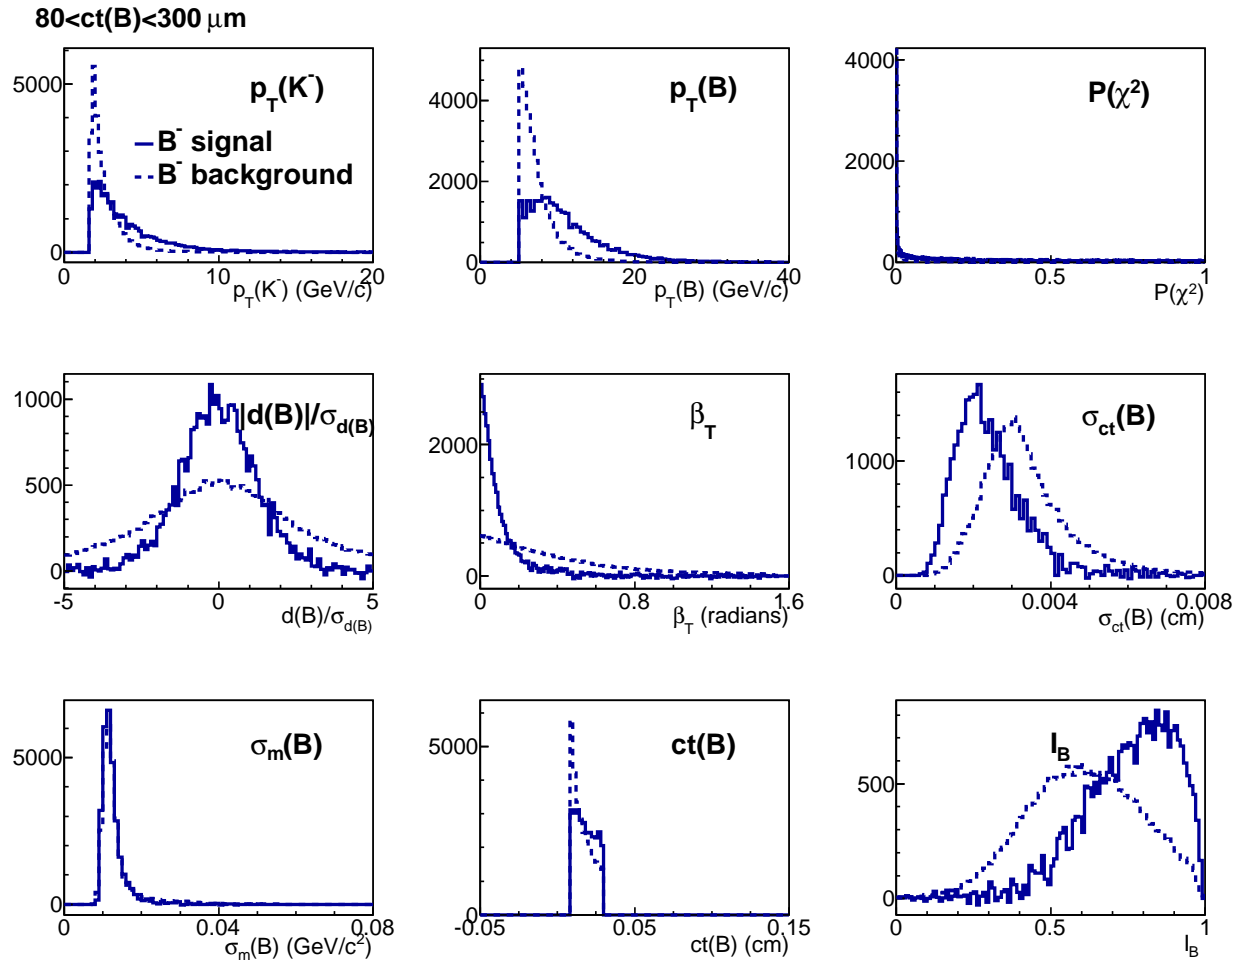 80<ct(B)<300 μm
p_T(K⁻)
B⁻ signal
B⁻ background
5000
0
0
10
20
p_T(K⁻) (GeV/c)
p_T(B)
4000
2000
0
0
20
40
p_T(B) (GeV/c)
P(χ²)
4000
2000
0
0
0.5
1
P(χ²)
|d(B)|/σ_d(B)
1000
500
0
-5
0
5
d(B)/σ_d(B)
β_T
2000
0
0
0.8
1.6
β_T (radians)
σ_ct(B)
1000
0
0
0.004
0.008
σ_ct(B) (cm)
σ_m(B)
5000
0
0
0.04
0.08
σ_m(B) (GeV/c²)
ct(B)
5000
0
-0.05
0.05
0.15
ct(B) (cm)
I_B
500
0
0
0.5
1
I_B